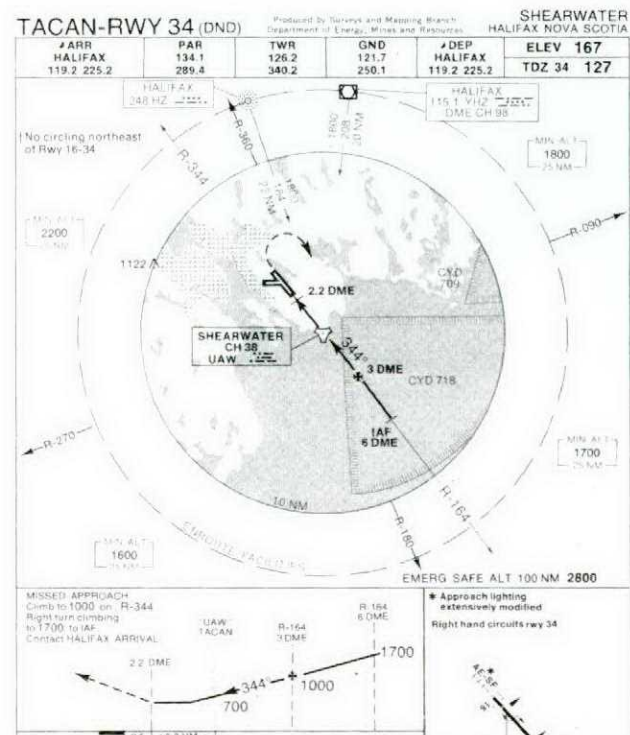 TACAN-RWY 34 (DND)
Produced by Surveys and Mapping Branch
Department of Energy, Mines and Resources
SHEARWATER
HALIFAX NOVA SCOTIA
ARR
HALIFAX
119.2 225.2
PAR
134.1
289.4
TWR
126.2
340.2
GND
121.7
250.1
DEP
HALIFAX
119.2 225.2
ELEV 167
TDZ 34 127
HALIFAX
248 HZ
HALIFAX
115.1 YHZ
DME CH 98
No circling northeast
of Rwy 16-34
R-344
R-360
1800
208
20 NM
164
MIN ALT
1800
25 NM
MIN ALT
2200
R-090
1122
CYD
709
2.2 DME
SHEARWATER
CH 38
UAW
344°
3 DME
CYD 718
IAF
6 DME
R-270
MIN ALT
1700
25 NM
10 NM
R-164
R-180
MIN ALT
1600
ENROUTE FACILITIES
EMERG SAFE ALT 100 NM 2800
MISSED APPROACH
Climb to 1000 on R-344
Right turn climbing
to 1700 to IAF
Contact HALIFAX ARRIVAL
UAW
TACAN
R-164
3 DME
R-164
6 DME
2.2 DME
344°
700
1000
1700
* Approach lighting
extensively modified
Right hand circuits rwy 34
AE-SF